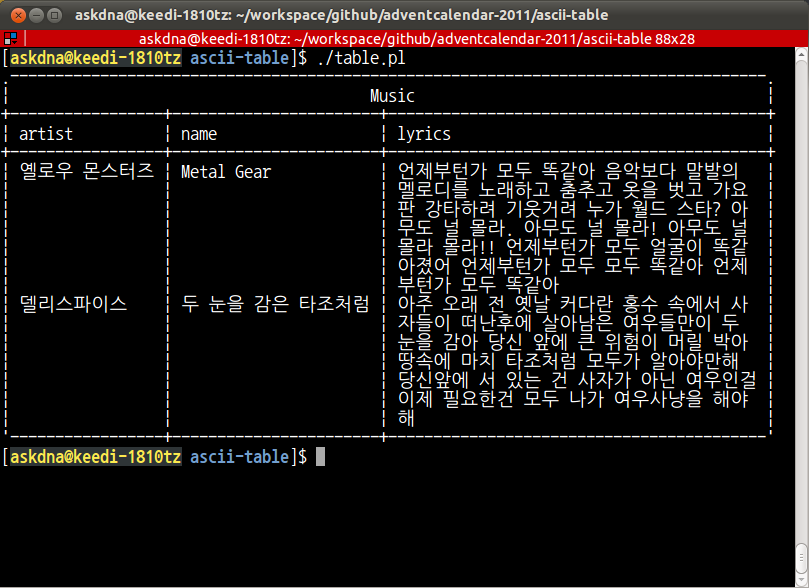 askdna@keedi-1810tz: ~/workspace/github/adventcalendar-2011/ascii-table
askdna@keedi-1810tz: ~/workspace/github/adventcalendar-2011/ascii-table 88x28
[askdna@keedi-1810tz ascii-table]$ ./table.pl
Music
artist | name | lyrics
옐로우 몬스터즈 | Metal Gear | 언제부턴가 모두 똑같아 음악보다 말발의
멜로디를 노래하고 춤추고 옷을 벗고 가요
판 강타하려 기웃거려 누가 월드 스타? 아
무도 널 몰라. 아무도 널 몰라! 아무도 널
몰라 몰라!! 언제부턴가 모두 얼굴이 똑같
아졌어 언제부턴가 모두 모두 똑같아 언제
부턴가 모두 똑같아
델리스파이스 | 두 눈을 감은 타조처럼 | 아주 오래 전 옛날 커다란 홍수 속에서 사
자들이 떠난후에 살아남은 여우들만이 두
눈을 감아 당신 앞에 큰 위험이 머릴 박아
땅속에 마치 타조처럼 모두가 알아야만해
당신앞에 서 있는 건 사자가 아닌 여우인걸
이제 필요한건 모두 나가 여우사냥을 해야
해
[askdna@keedi-1810tz ascii-table]$